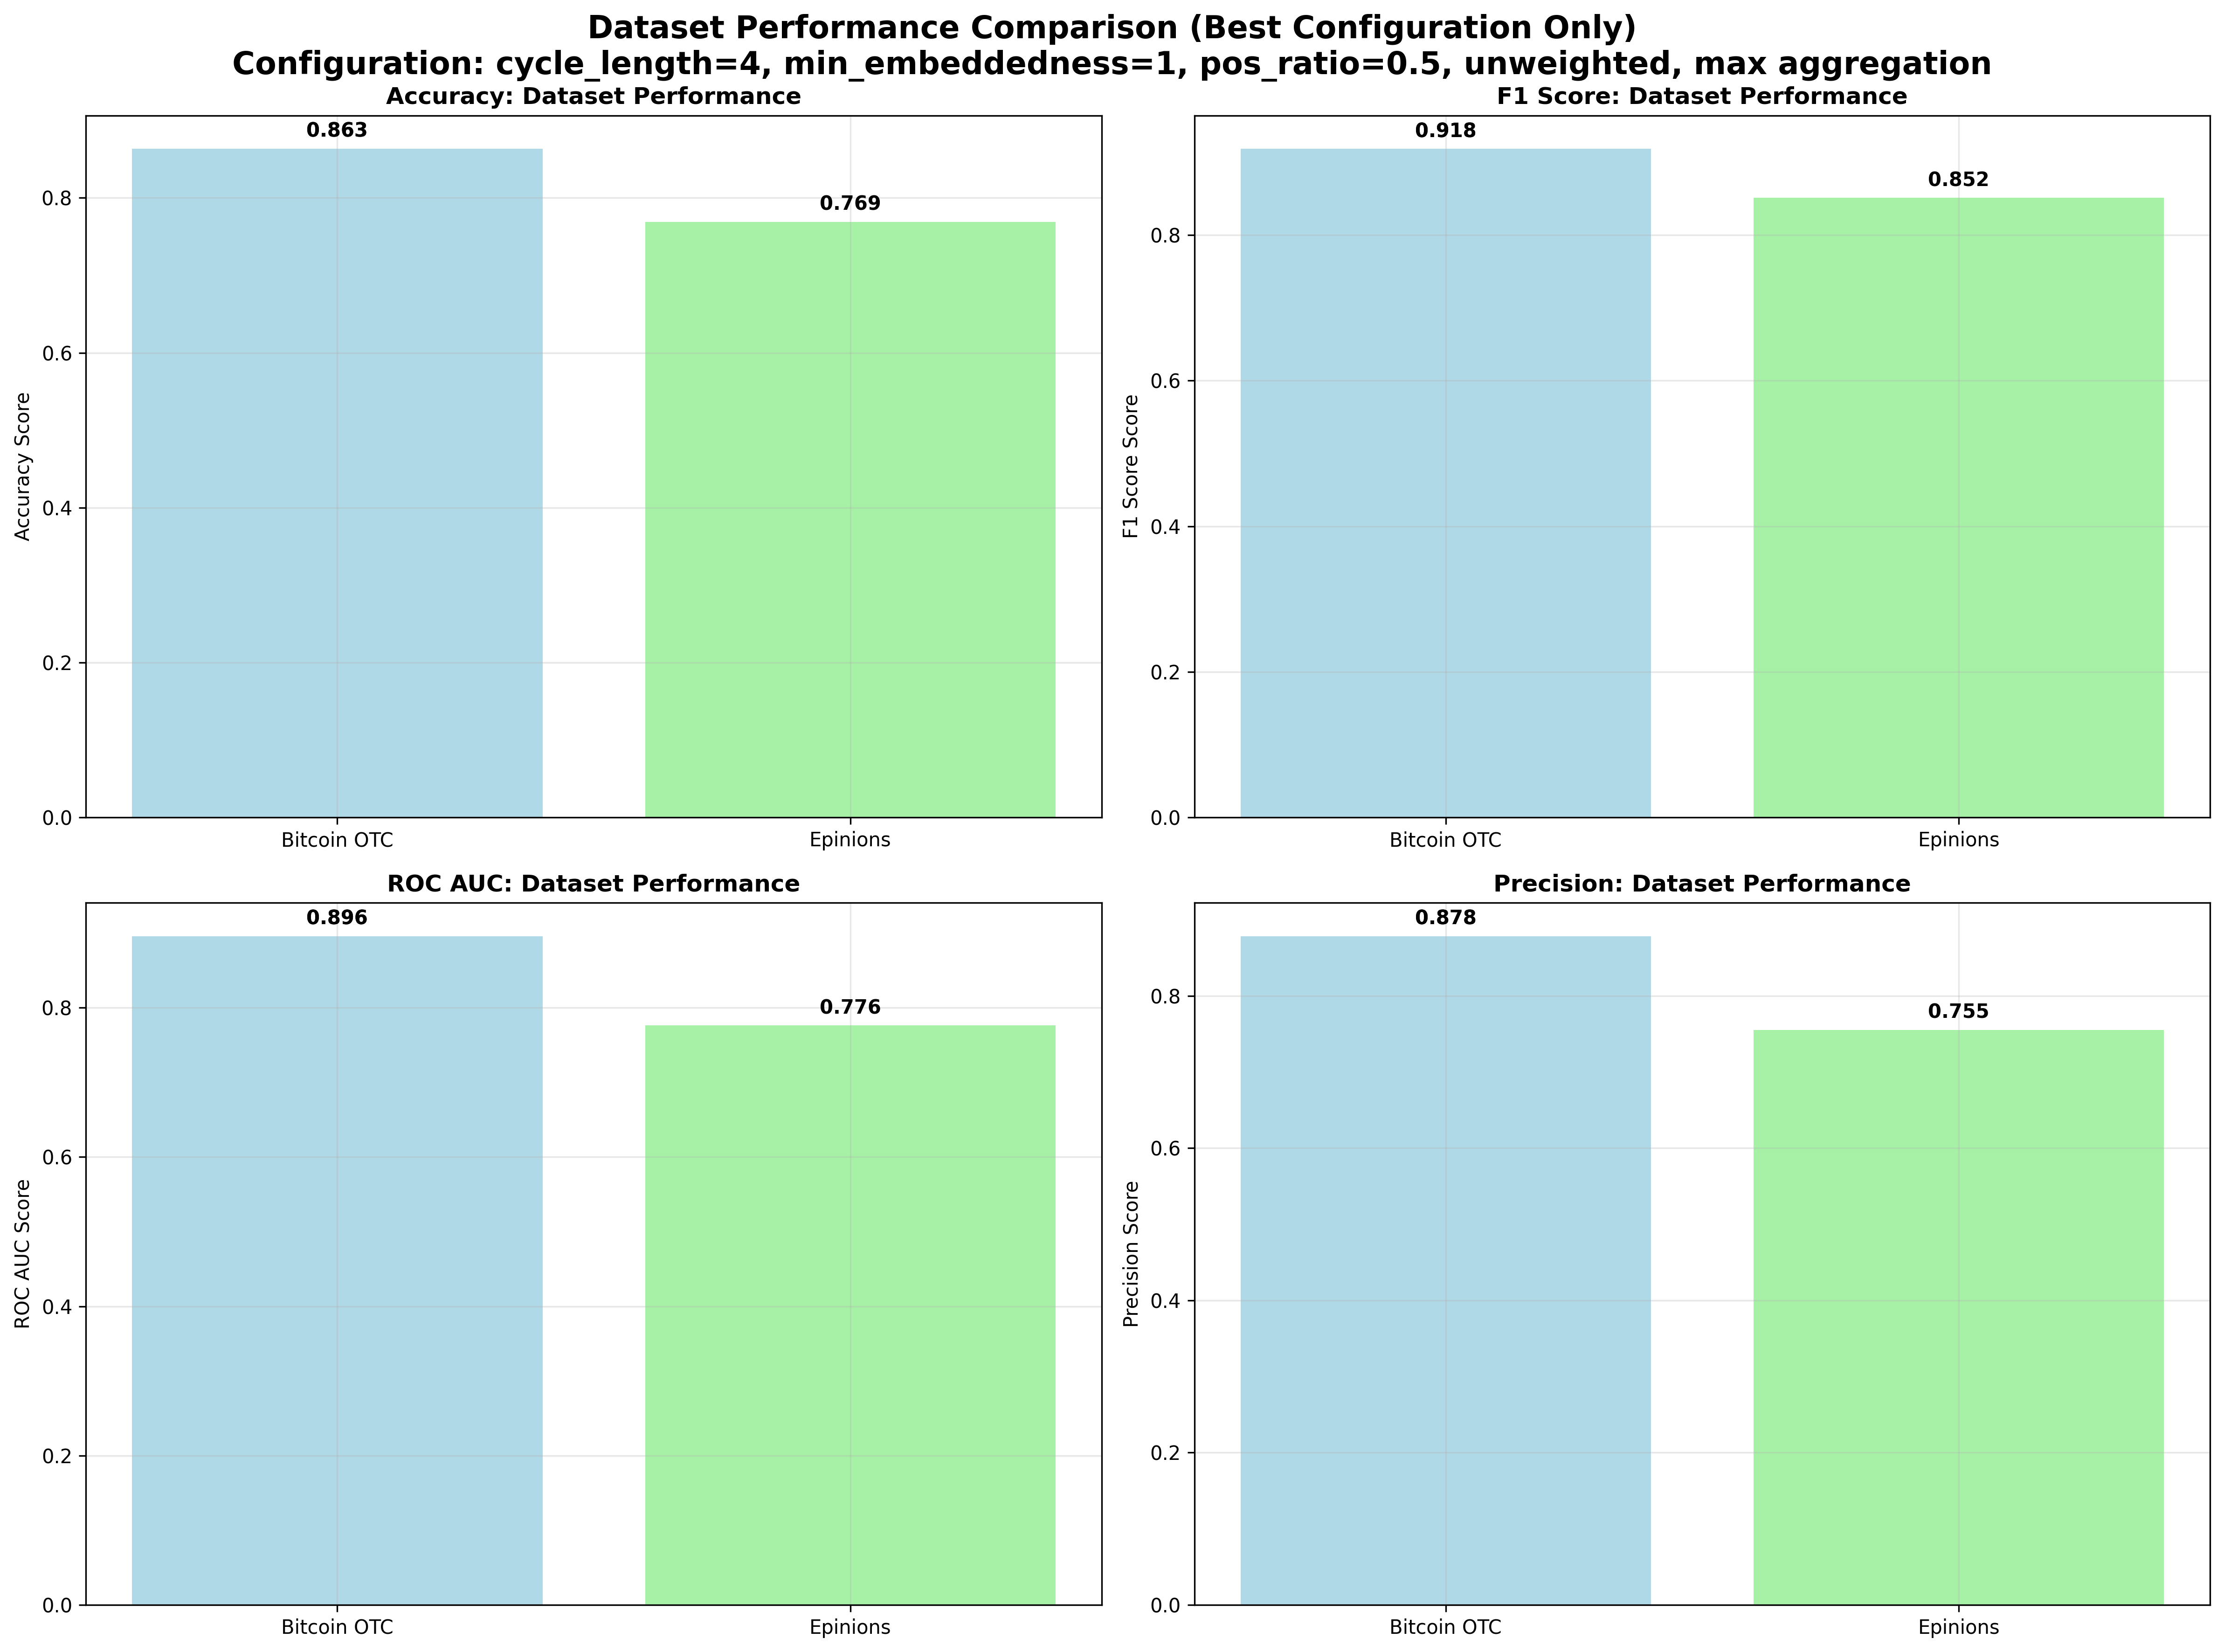 Dataset Performance Comparison (Best Configuration Only)
Configuration: cycle_length=4, min_embeddedness=1, pos_ratio=0.5, unweighted, max aggregation
Accuracy: Dataset Performance
0.863
0.769
0.8
0.6
0.4
0.2
0.0
Accuracy Score
Bitcoin OTC
Epinions
F1 Score: Dataset Performance
0.918
0.852
0.8
0.6
0.4
0.2
0.0
F1 Score Score
Bitcoin OTC
Epinions
ROC AUC: Dataset Performance
0.896
0.776
0.8
0.6
0.4
0.2
0.0
ROC AUC Score
Bitcoin OTC
Epinions
Precision: Dataset Performance
0.878
0.755
0.8
0.6
0.4
0.2
0.0
Precision Score
Bitcoin OTC
Epinions